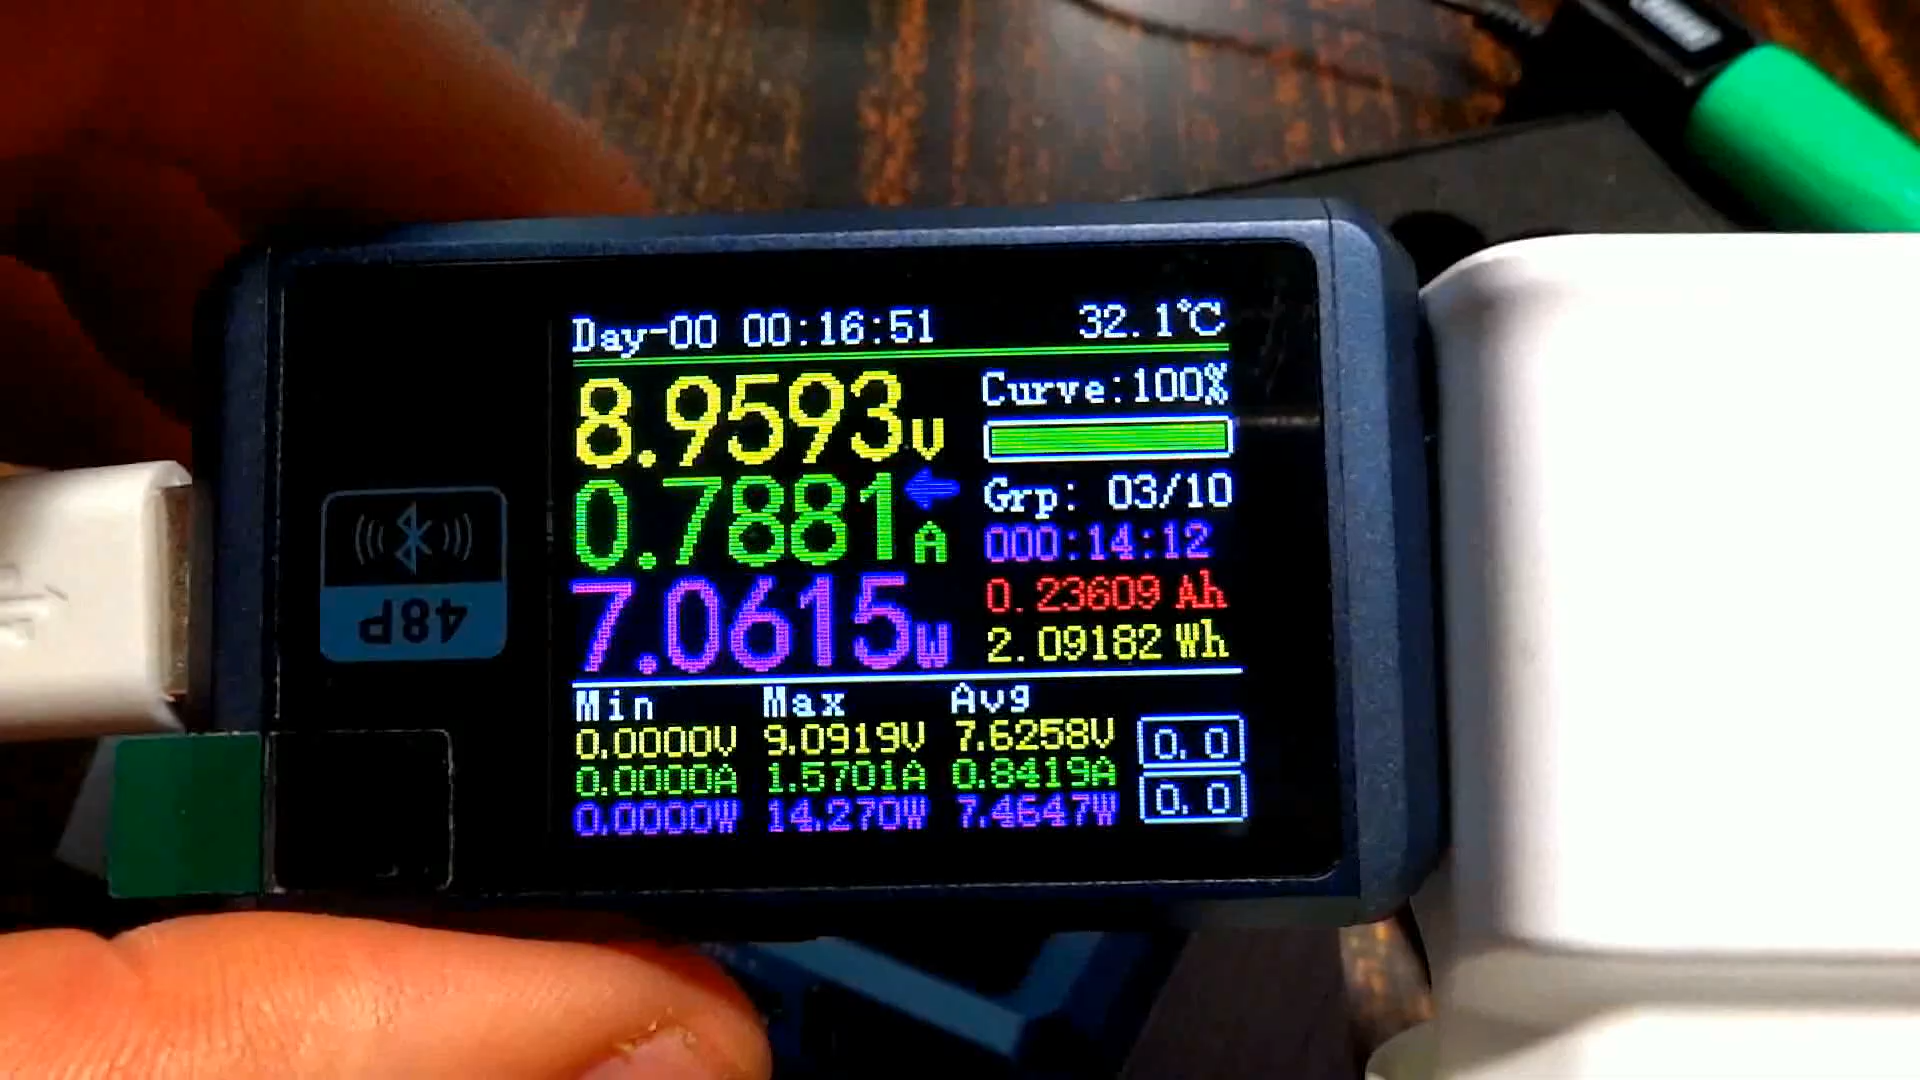 Day-00 00:16:51 32.1℃
8.9593V
0.7881A
7.0615W
Curve:100%
Grp: 03/10
000:14:12
0.23609 Ah
2.09182 Wh
Min Max Avg
0.0000V 9.0919V 7.6258V
0.0000A 1.5701A 0.8419A
0.0000W 14.270W 7.4647W
0.0
0.0
48P